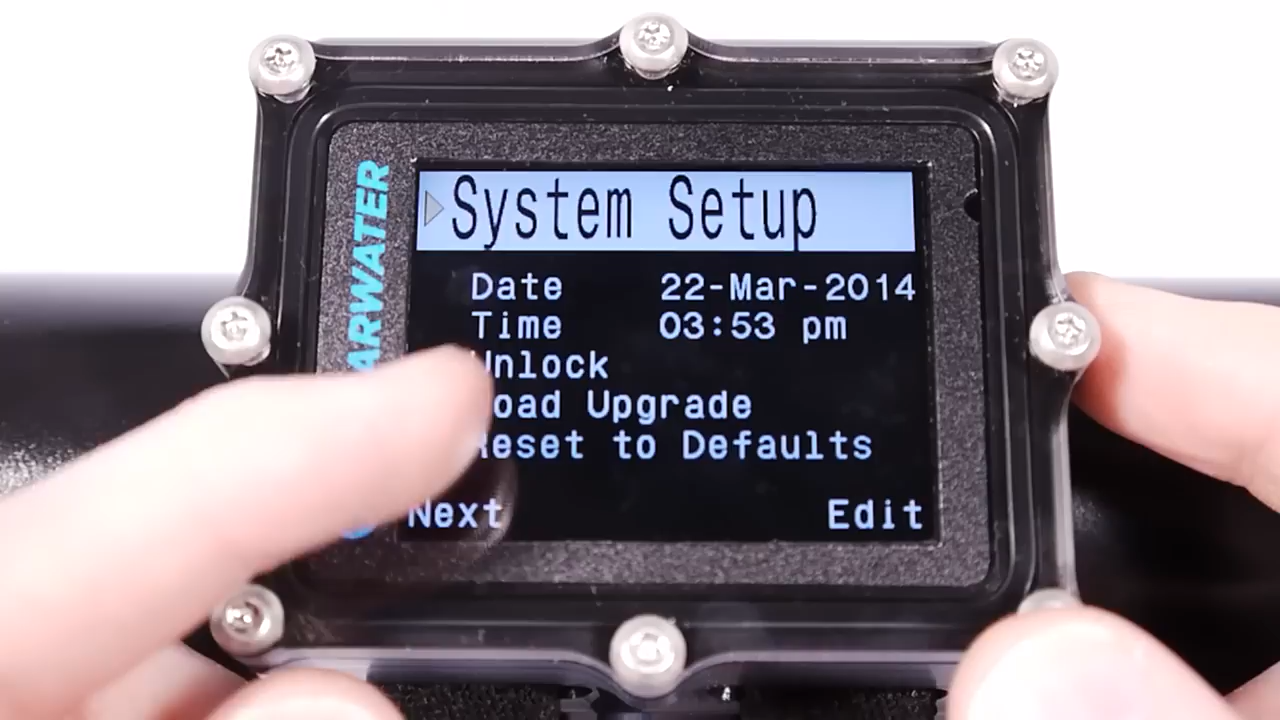 ARWATER
System Setup
Date 22-Mar-2014
Time 03:53 pm
Unlock
oad Upgrade
Reset to Defaults
Next Edit